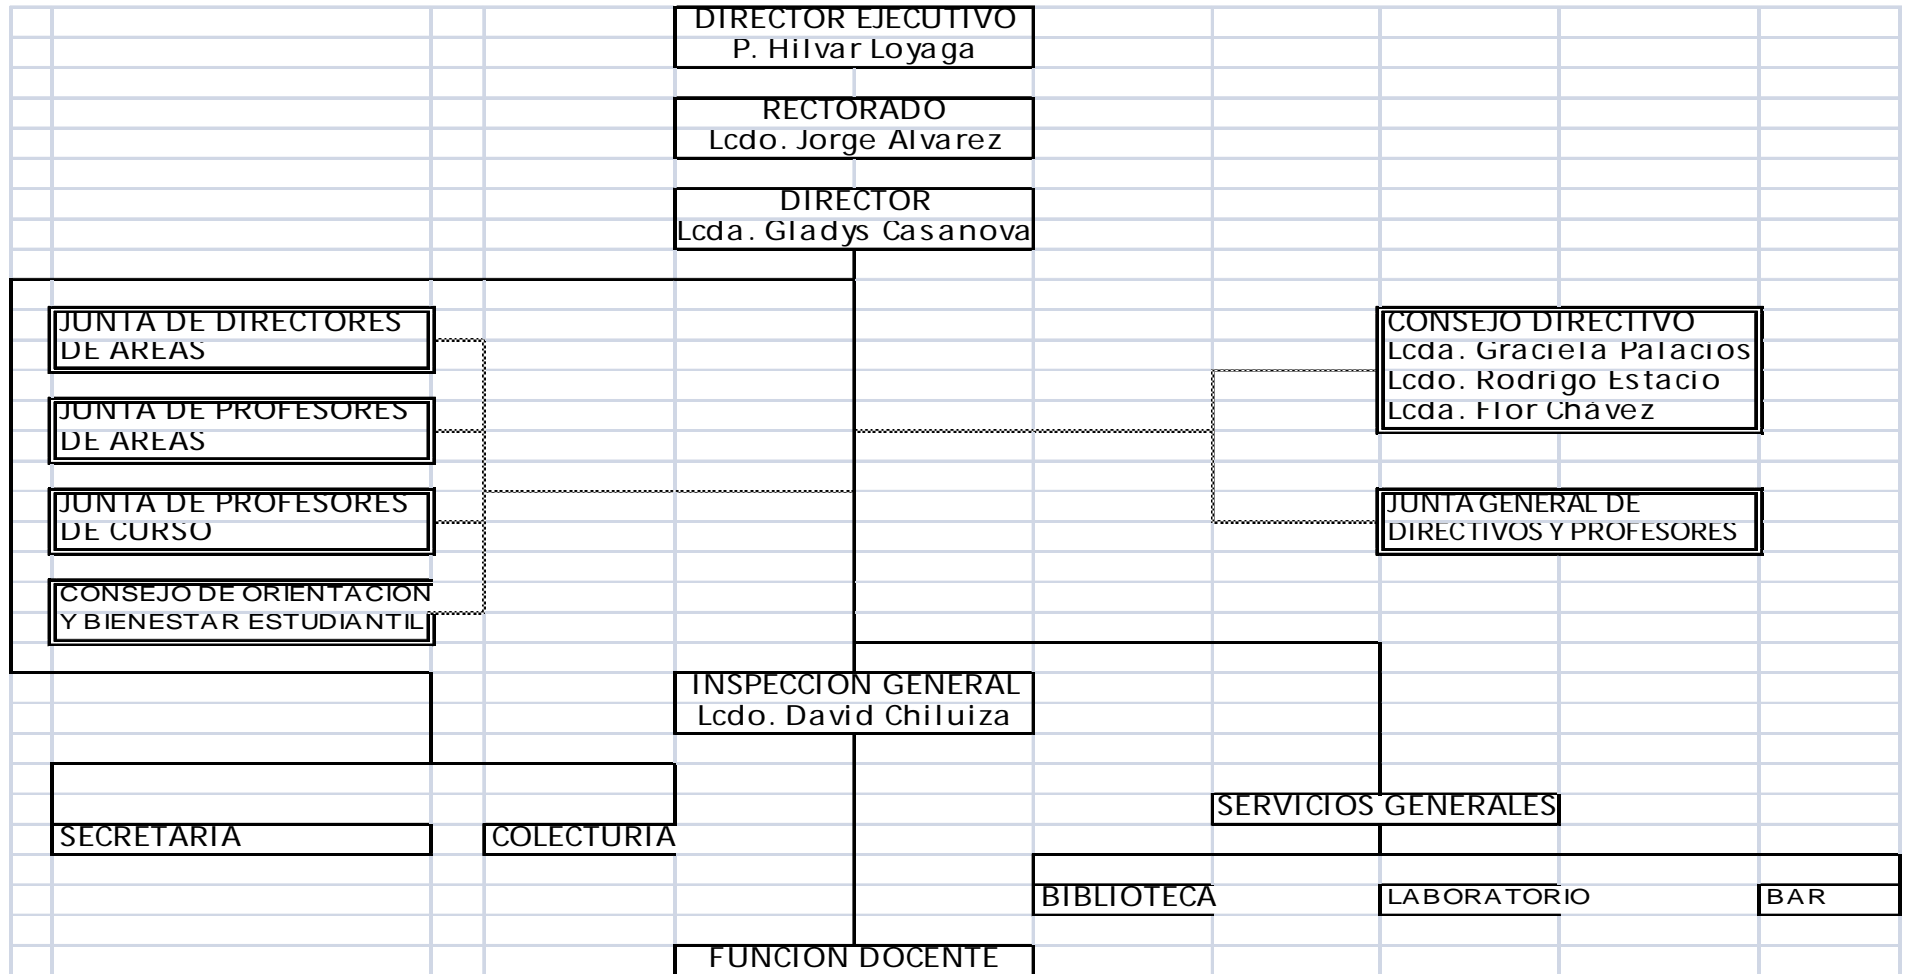 DIRECTOR EJECUTIVO
P. Hilvar Loyaga
RECTORADO
Lcdo. Jorge Alvarez
DIRECTOR
Lcda. Gladys Casanova
JUNTA DE DIRECTORES
DE AREAS
JUNTA DE PROFESORES
DE AREAS
JUNTA DE PROFESORES
DE CURSO
CONSEJO DE ORIENTACION
Y BIENESTAR ESTUDIANTIL
CONSEJO DIRECTIVO
Lcda. Graciela Palacios
Lcdo. Rodrigo Estacio
Lcda. Flor Chávez
JUNTA GENERAL DE
DIRECTIVOS Y PROFESORES
INSPECCION GENERAL
Lcdo. David Chiluiza
SECRETARIA
COLECTURIA
SERVICIOS GENERALES
BIBLIOTECA
LABORATORIO
BAR
FUNCION DOCENTE